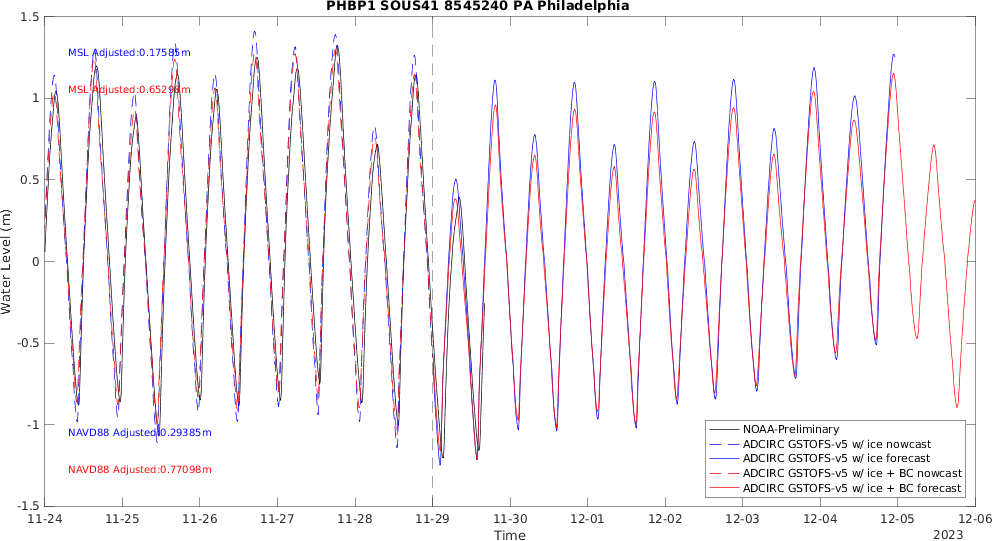 PHBP1 SOUS41 8545240 PA Philadelphia
1.5
1
0.5
0
-0.5
-1
-1.5
Water Level (m)
MSL Adjusted:0.17585m
MSL Adjusted:0.65298m
NAVD88 Adjusted:0.29385m
NAVD88 Adjusted:0.77098m
NOAA-Preliminary
ADCIRC GSTOFS-v5 w/ ice nowcast
ADCIRC GSTOFS-v5 w/ ice forecast
ADCIRC GSTOFS-v5 w/ ice + BC nowcast
ADCIRC GSTOFS-v5 w/ ice + BC forecast
11-24 11-25 11-26 11-27 11-28 11-29 11-30 12-01 12-02 12-03 12-04 12-05 12-06
Time
2023